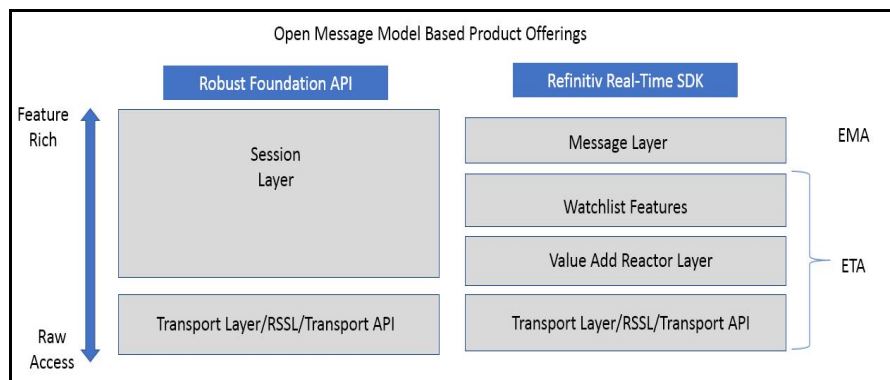 Open Message Model Based Product Offerings
Robust Foundation API
Refinitiv Real-Time SDK
Feature
Rich
Session
Layer
Message Layer
EMA
Watchlist Features
Value Add Reactor Layer
ETA
Transport Layer/RSSL/Transport API
Transport Layer/RSSL/Transport API
Raw
Access